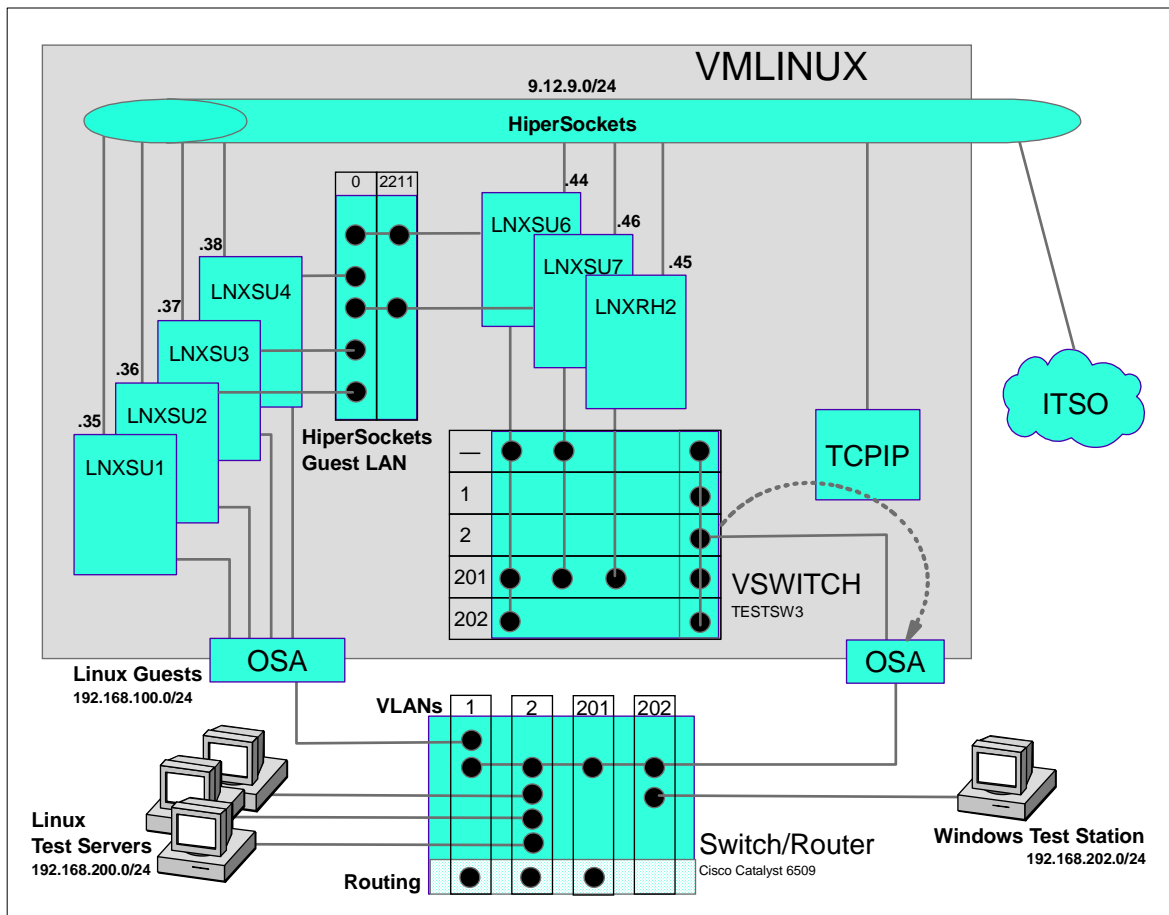 VMLINUX
9.12.9.0/24
HiperSockets
0
2211
.44
LNXSU6
.46
LNXSU7
.45
LNXRH2
.38
LNXSU4
.37
LNXSU3
.36
LNXSU2
.35
LNXSU1
HiperSockets
Guest LAN
ITSO
TCPIP
—
1
2
201
202
VSWITCH
TESTSW3
OSA
OSA
Linux Guests
192.168.100.0/24
VLANs
1
2
201
202
Linux
Test Servers
192.168.200.0/24
Windows Test Station
192.168.202.0/24
Switch/Router
Cisco Catalyst 6509
Routing